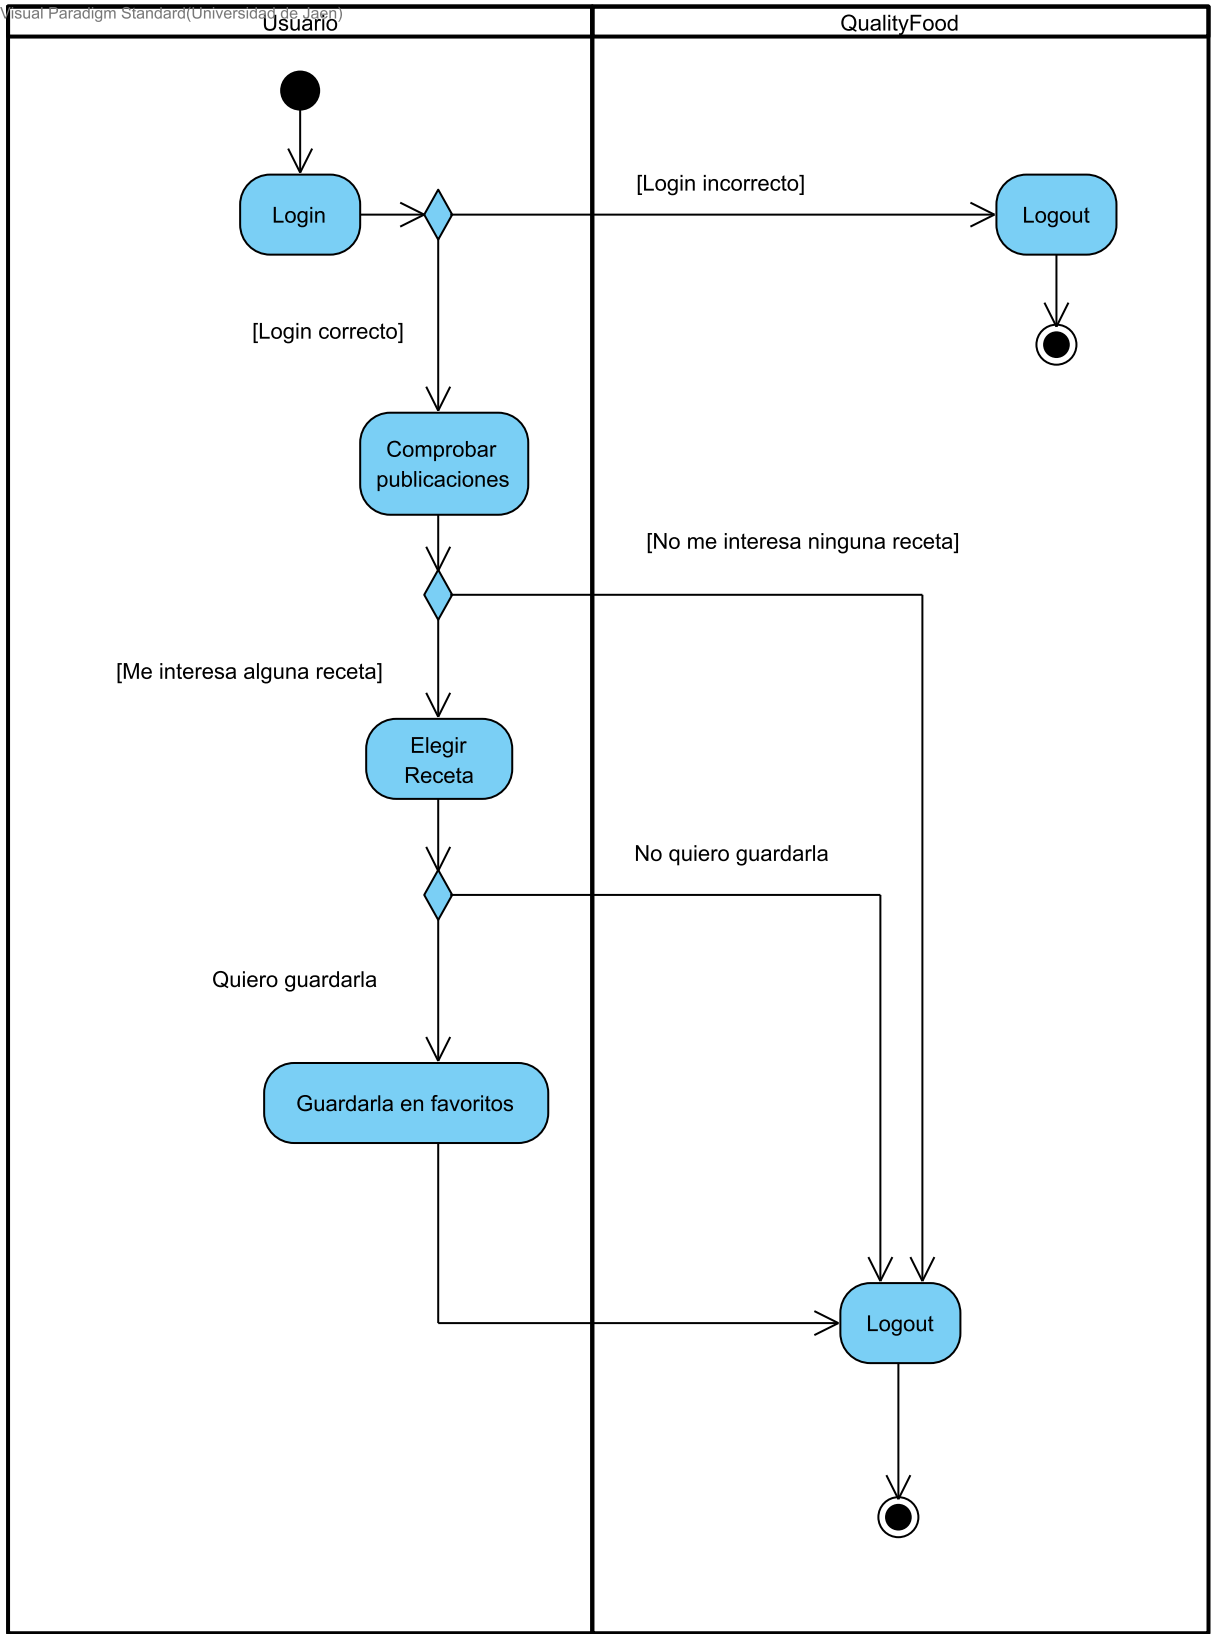 Visual Paradigm Standard(Universidad de Jaen)
Usuario
QualityFood
Login
[Login incorrecto]
Logout
[Login correcto]
Comprobar
publicaciones
[No me interesa ninguna receta]
[Me interesa alguna receta]
Elegir
Receta
No quiero guardarla
Quiero guardarla
Guardarla en favoritos
Logout